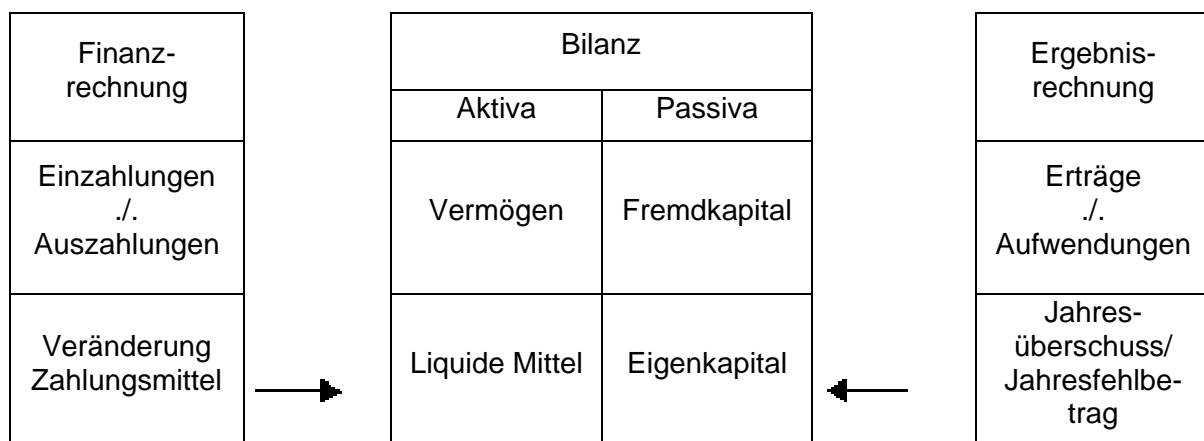 Finanz-
rechnung
Einzahlungen
./.
Auszahlungen
Veränderung
Zahlungsmittel
Bilanz
Aktiva Passiva
Vermögen Fremdkapital
Liquide Mittel Eigenkapital
Ergebnis-
rechnung
Erträge
./.
Aufwendungen
Jahres-
überschuss/
Jahresfehlbe-
trag